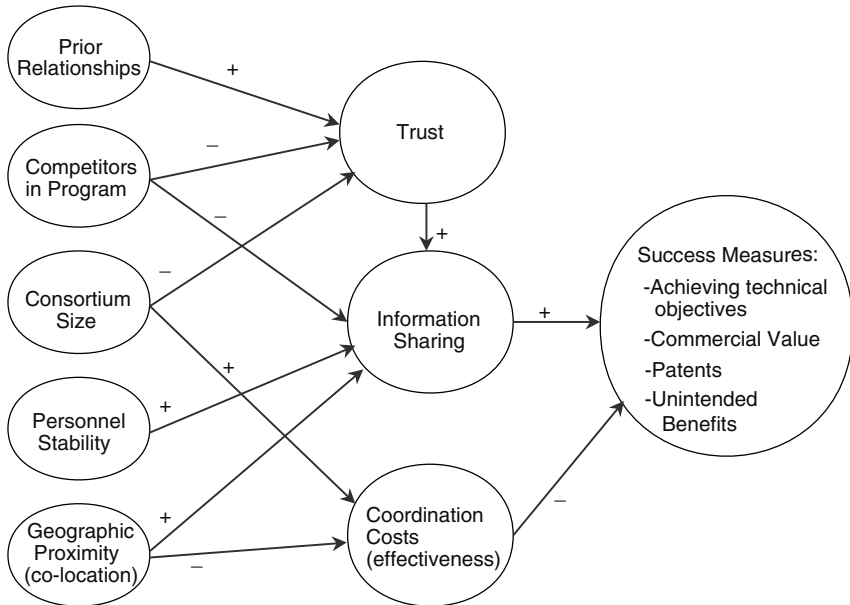 Prior
Relationships
+
Competitors
in Program
–
–
Trust
+
Consortium
Size
–
+
Information
Sharing
+
Success Measures:
-Achieving technical
objectives
-Commercial Value
-Patents
-Unintended
Benefits
Personnel
Stability
+
Geographic
Proximity
(co-location)
+
–
Coordination
Costs
(effectiveness)
–